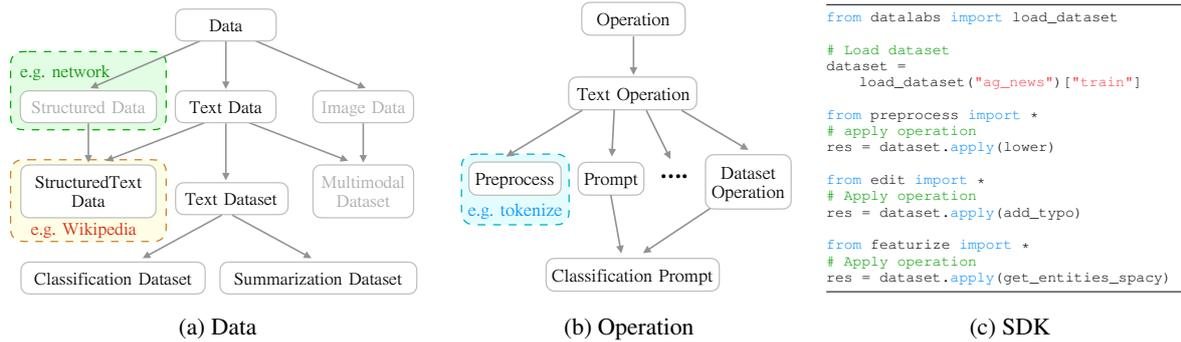 Data
e.g. network
Structured Data
Text Data
Image Data
StructuredText
Data
e.g. Wikipedia
Text Dataset
Multimodal
Dataset
Classification Dataset
Summarization Dataset
(a) Data
Operation
Text Operation
Preprocess
e.g. tokenize
Prompt
....
Dataset
Operation
Classification Prompt
(b) Operation
from datalabs import load_dataset
# Load dataset
dataset =
load_dataset("ag_news")["train"]
from preprocess import *
# apply operation
res = dataset.apply(lower)
from edit import *
# Apply operation
res = dataset.apply(add_typo)
from featurize import *
# Apply operation
res = dataset.apply(get_entities_spacy)
(c) SDK